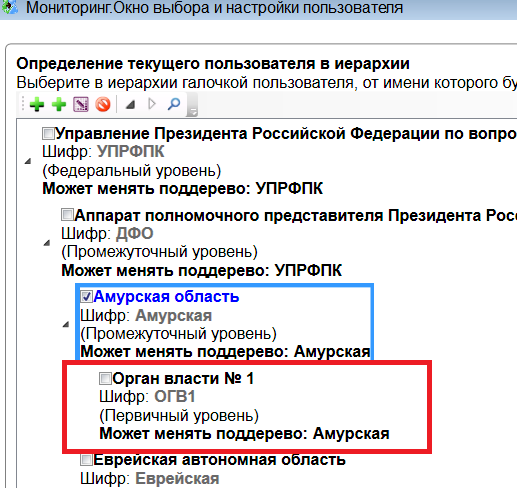 Мониторинг.Окно выбора и настройки пользователя
Определение текущего пользователя в иерархии
Выберите в иерархии галочкой пользователя, от имени которого бу
Управление Президента Российской Федерации по вопро
Шифр: УПРФПК
(Федеральный уровень)
Может менять поддерево: УПРФПК
Аппарат полномочного представителя Президента Рос
Шифр: ДФО
(Промежуточный уровень)
Может менять поддерево: УПРФПК
Амурская область
Шифр: Амурская
(Промежуточный уровень)
Может менять поддерево: Амурская
Орган власти № 1
Шифр: ОГВ1
(Первичный уровень)
Может менять поддерево: Амурская
Еврейская автономная область
Шифр: Еврейская